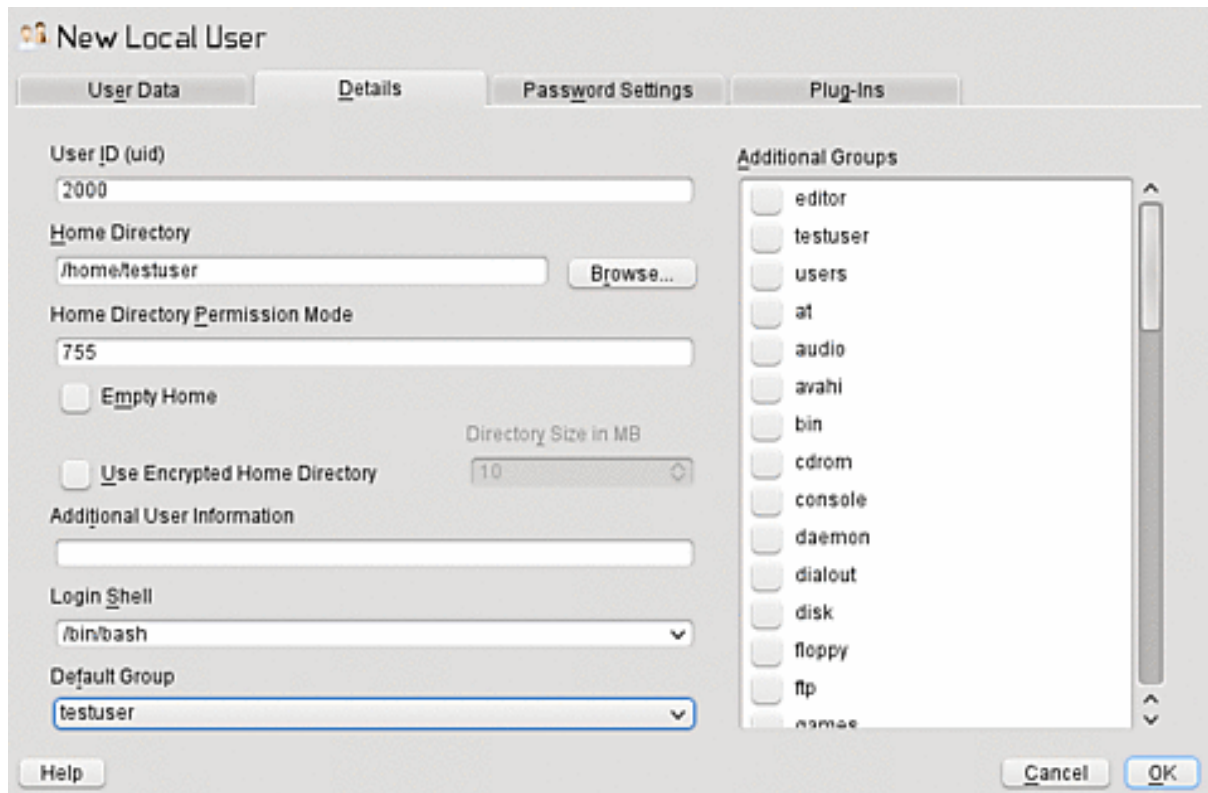 New Local User
User Data
Details
Password Settings
Plug-Ins
User ID (uid)
2000
Home Directory
/home/testuser
Browse...
Home Directory Permission Mode
755
Empty Home
Directory Size in MB
Use Encrypted Home Directory
10
Additional User Information
Login Shell
/bin/bash
Default Group
testuser
Additional Groups
editor
testuser
users
at
audio
avahi
bin
cdrom
console
daemon
dialout
disk
floppy
ftp
games
Help
Cancel
OK